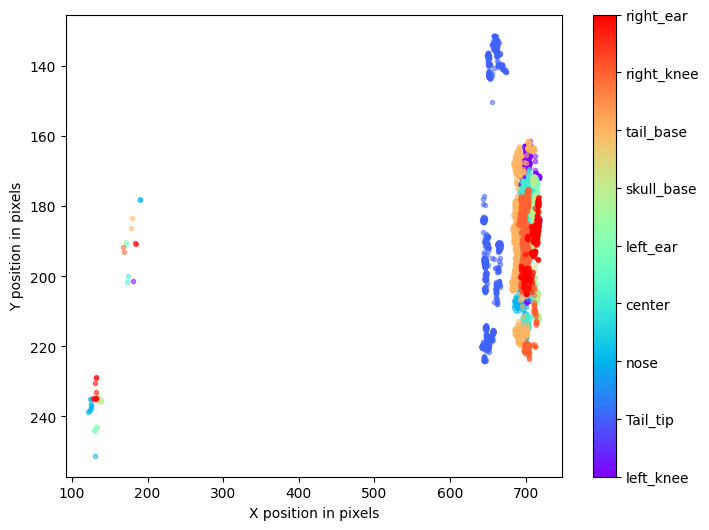 140
160
180
200
220
240
Y position in pixels
100
200
300
400
500
600
700
X position in pixels
right_ear
right_knee
tail_base
skull_base
left_ear
center
nose
Tail_tip
left_knee